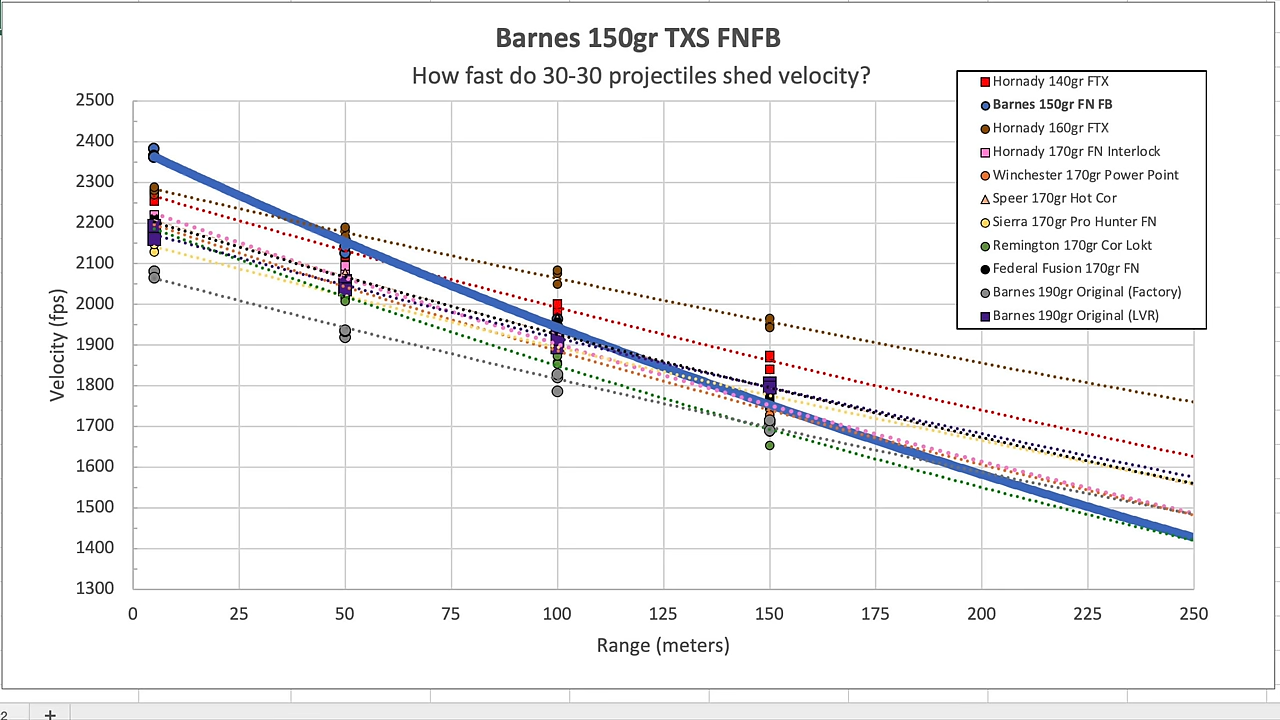 Barnes 150gr TXS FNFB
How fast do 30-30 projectiles shed velocity?
Hornady 140gr FTX
Barnes 150gr FN FB
Hornady 160gr FTX
Hornady 170gr FN Interlock
Winchester 170gr Power Point
Speer 170gr Hot Cor
Sierra 170gr Pro Hunter FN
Remington 170gr Cor Lokt
Federal Fusion 170gr FN
Barnes 190gr Original (Factory)
Barnes 190gr Original (LVR)
Velocity (fps)
2500
2400
2300
2200
2100
2000
1900
1800
1700
1600
1500
1400
1300
0 25 50 75 100 125 150 175 200 225 250
Range (meters)
2 +